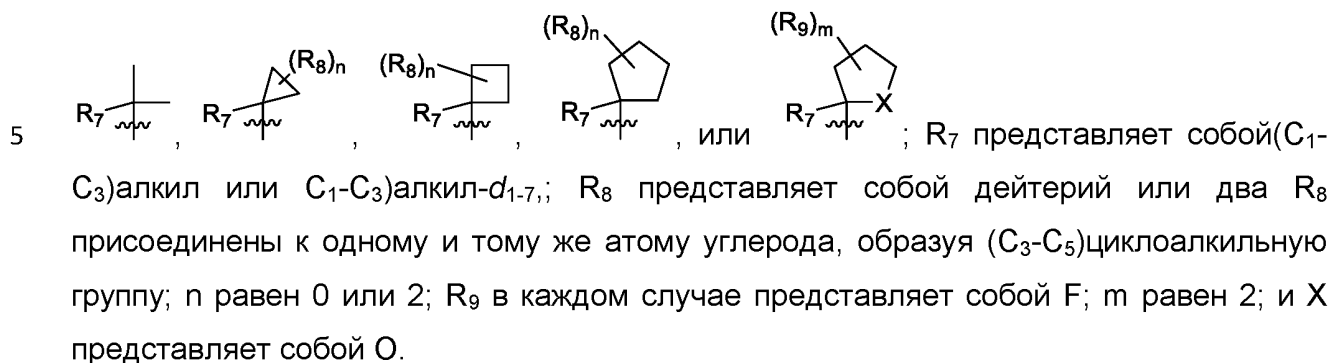 (R₈)ₙ (R₉)ₘ
(R₈)ₙ (R₈)ₙ
R₇ R₇ R₇ R₇ R₇ X
5 , , , , или ; R₇ представляет собой(C₁-
C₃)алкил или C₁-C₃)алкил-d₁₋₇,; R₈ представляет собой дейтерий или два R₈
присоединены к одному и тому же атому углерода, образуя (C₃-C₅)циклоалкильную
группу; n равен 0 или 2; R₉ в каждом случае представляет собой F; m равен 2; и X
представляет собой O.